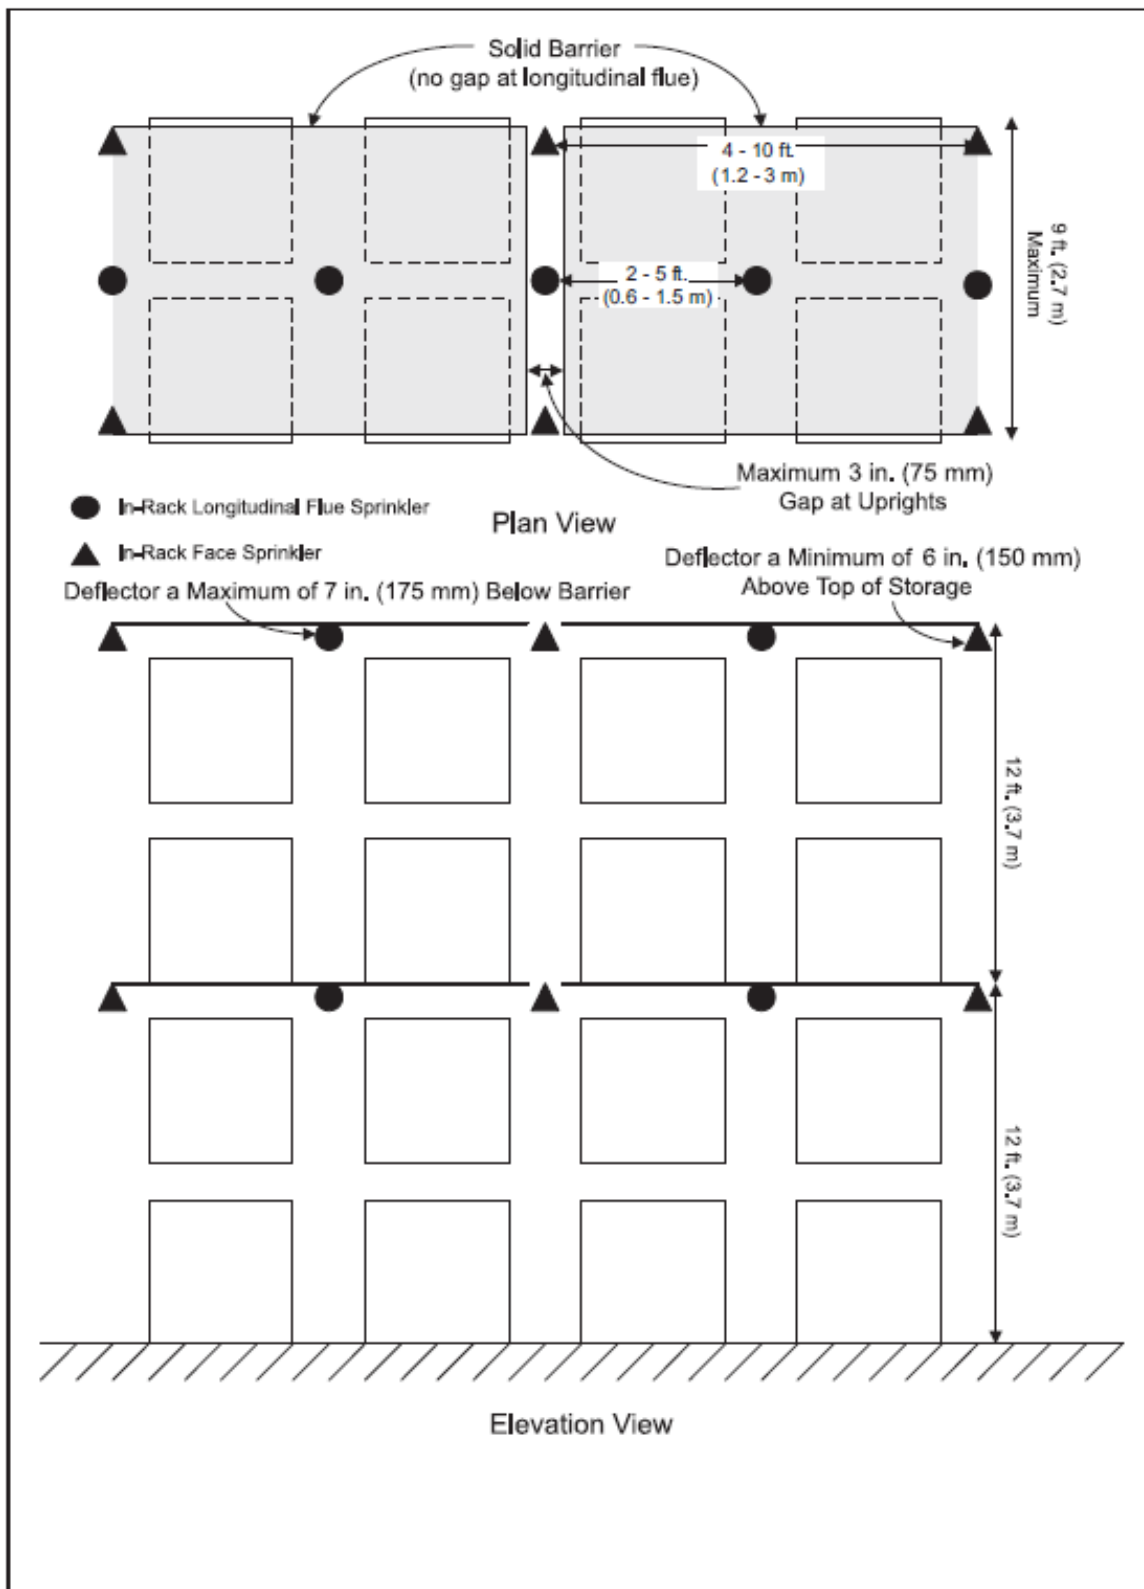 Solid Barrier
(no gap at longitudinal flue)
4 - 10 ft.
(1.2 - 3 m)
9 ft. (2.7 m)
Maximum
2 - 5 ft.
(0.6 - 1.5 m)
Maximum 3 in. (75 mm)
Gap at Uprights
In-Rack Longitudinal Flue Sprinkler
Plan View
In-Rack Face Sprinkler
Deflector a Minimum of 6 in. (150 mm)
Above Top of Storage
Deflector a Maximum of 7 in. (175 mm) Below Barrier
12 ft. (3.7 m)
12 ft. (3.7 m)
Elevation View